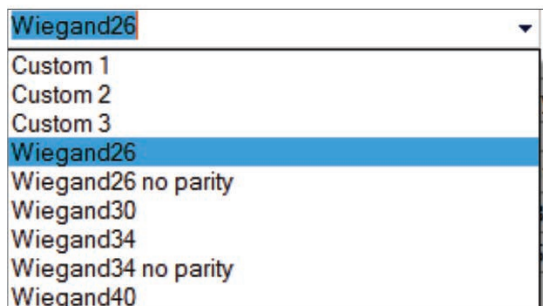 Wiegand26
Custom 1
Custom 2
Custom 3
Wiegand26
Wiegand26 no parity
Wiegand30
Wiegand34
Wiegand34 no parity
Wiegand40